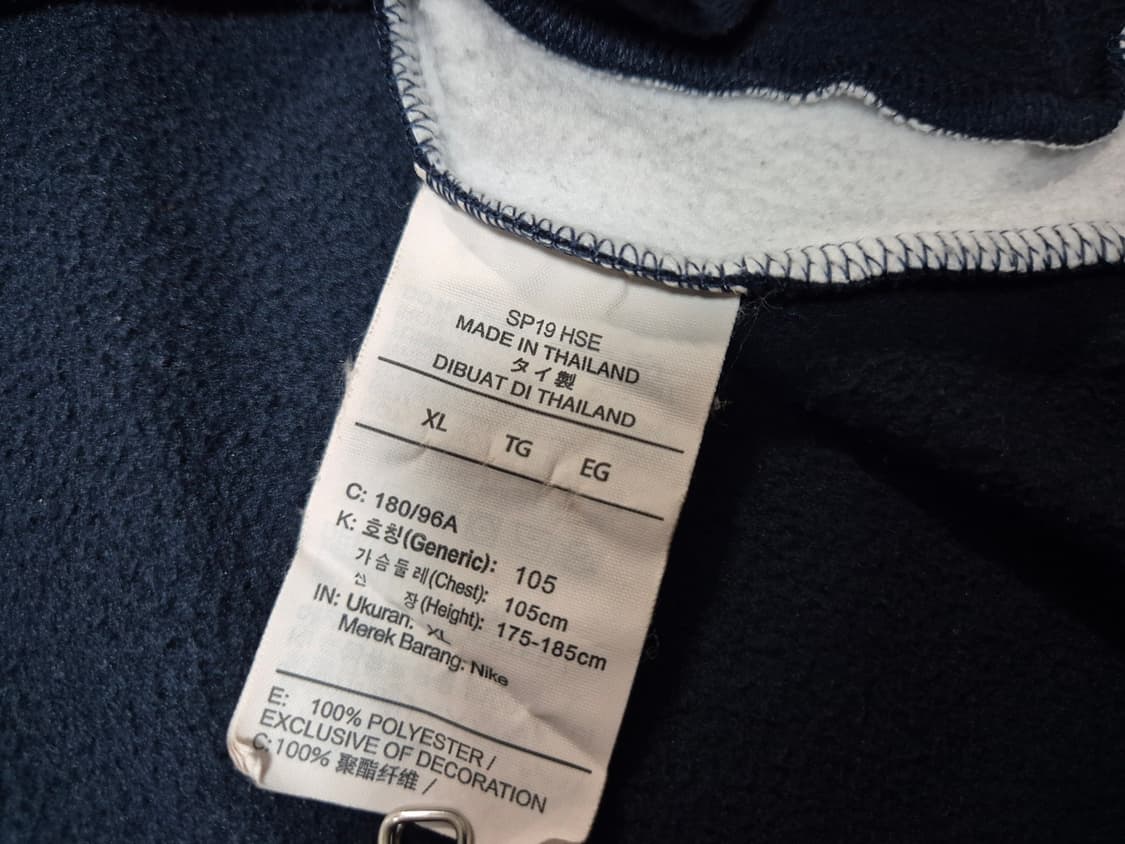 SP19 HSE
MADE IN THAILAND
タイ製
DIBUAT DI THAILAND
XL TG EG
C: 180/96A
K: 호칭(Generic): 105
가슴둘레(Chest): 105cm
신 장(Height): 175-185cm
IN: Ukuran. XL
Merek Barang: Nike
E: 100% POLYESTER /
EXCLUSIVE OF DECORATION
C:100% 聚酯纤维 /